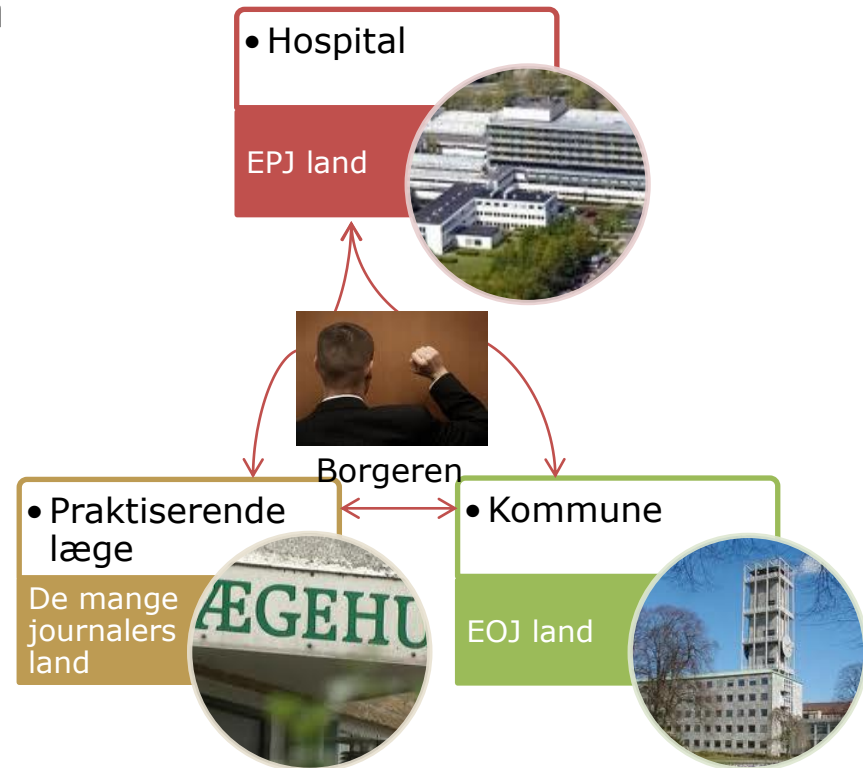 • Hospital
EPJ land
Borgeren
• Praktiserende
læge
De mange
journalers
land
ÆGEHU
• Kommune
EOJ land